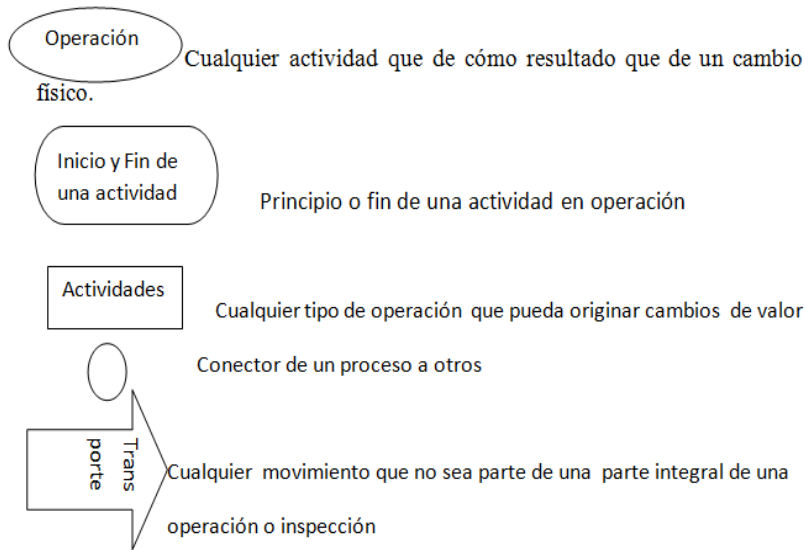 Operación
Cualquier actividad que de cómo resultado que de un cambio
físico.
Inicio y Fin de
una actividad
Principio o fin de una actividad en operación
Actividades
Cualquier tipo de operación que pueda originar cambios de valor
Conector de un proceso a otros
Trans
porte
Cualquier movimiento que no sea parte de una parte integral de una
operación o inspección